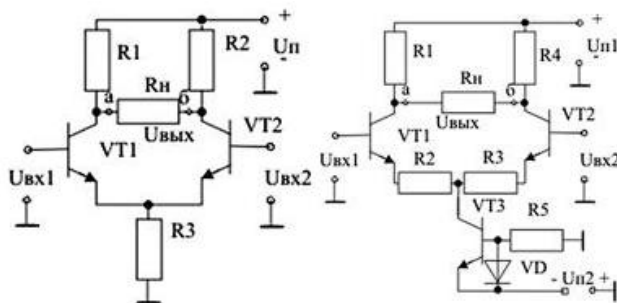 R1
R2
+
Uп
-
а
Rн
б
Uвых
VT1
VT2
Uвх1
Uвх2
R3
R1
R4
+
Uп1
-
а
Rн
б
Uвых
VT1
VT2
Uвх1
R2
R3
Uвх2
VT3
R5
VD
- Uп2 +